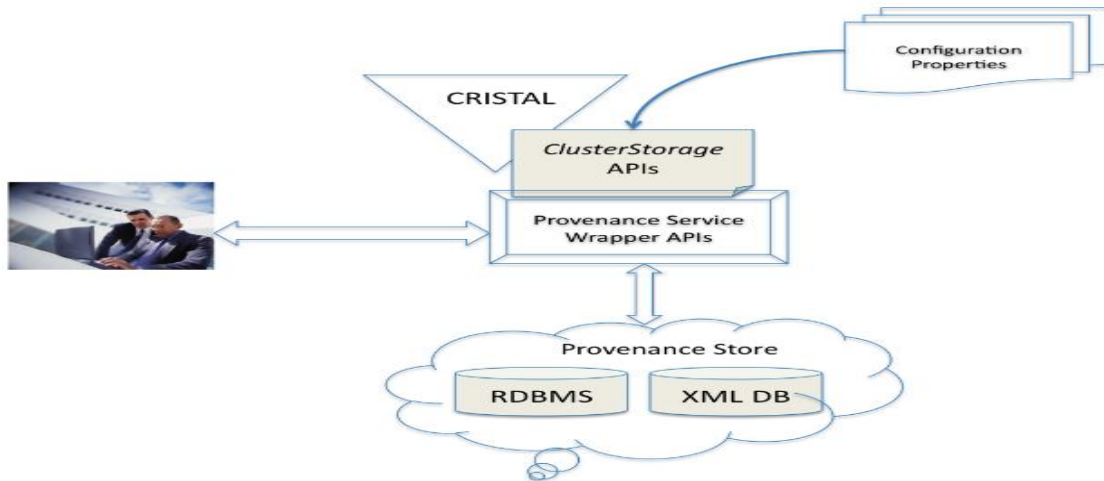 Configuration
Properties
CRISTAL
ClusterStorage
APIs
Provenance Service
Wrapper APIs
Provenance Store
RDBMS
XML DB